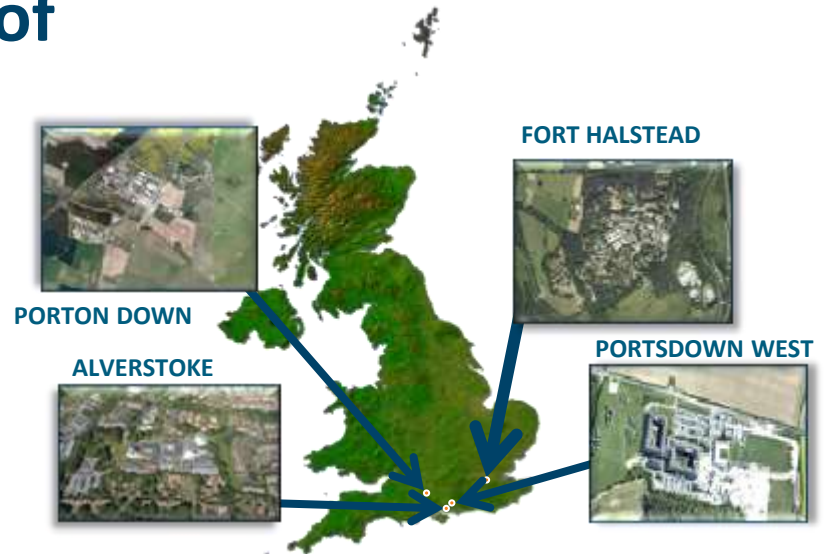 of
FORT HALSTEAD
PORTON DOWN
PORTSDOWN WEST
ALVERSTOKE